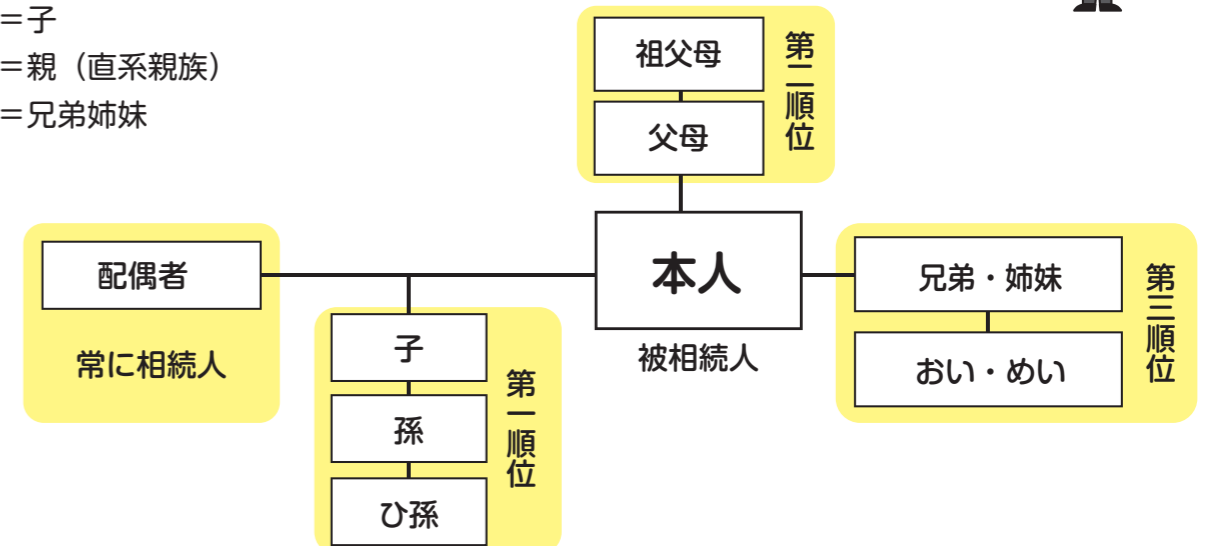 ＝子
＝親（直系親族）
＝兄弟姉妹
祖父母
父母
第二順位
配偶者
常に相続人
本人
被相続人
兄弟・姉妹
おい・めい
第三順位
子
孫
ひ孫
第一順位